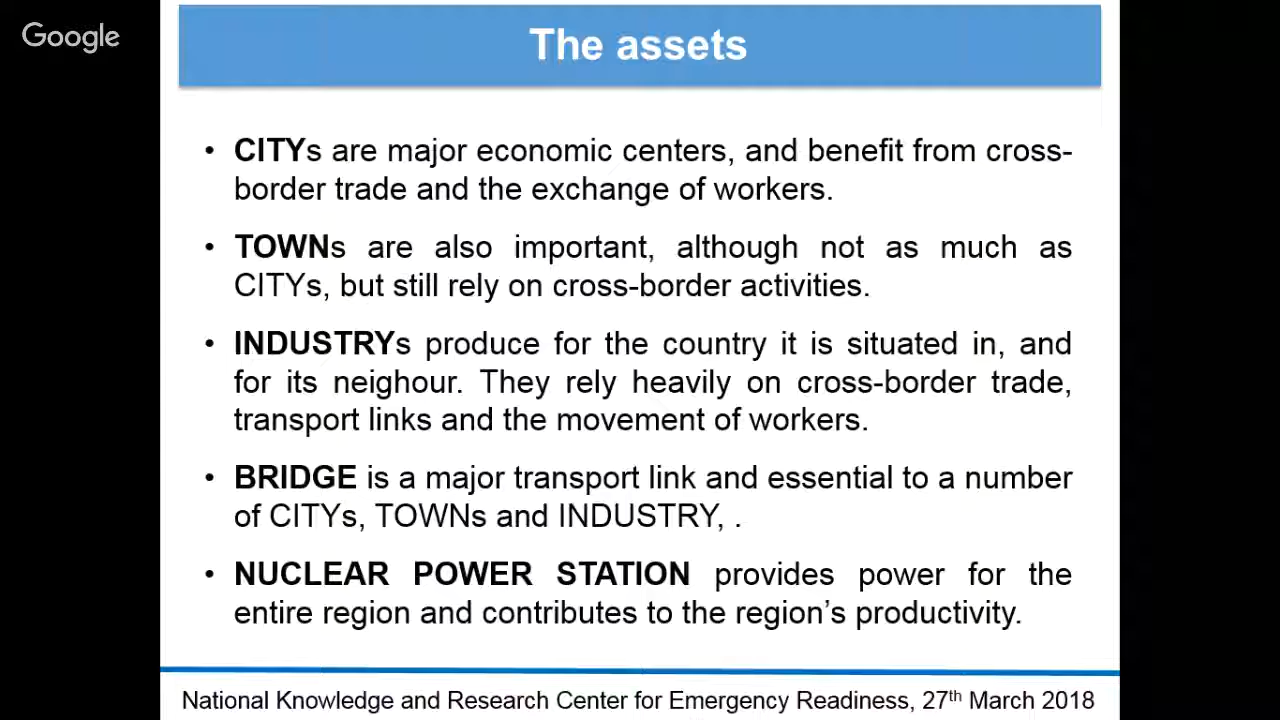 Google
The assets
• CITYs are major economic centers, and benefit from cross-
border trade and the exchange of workers.
• TOWNs are also important, although not as much as
CITYs, but still rely on cross-border activities.
• INDUSTRYs produce for the country it is situated in, and
for its neighour. They rely heavily on cross-border trade,
transport links and the movement of workers.
• BRIDGE is a major transport link and essential to a number
of CITYs, TOWNs and INDUSTRY, .
• NUCLEAR POWER STATION provides power for the
entire region and contributes to the region’s productivity.
National Knowledge and Research Center for Emergency Readiness, 27th March 2018